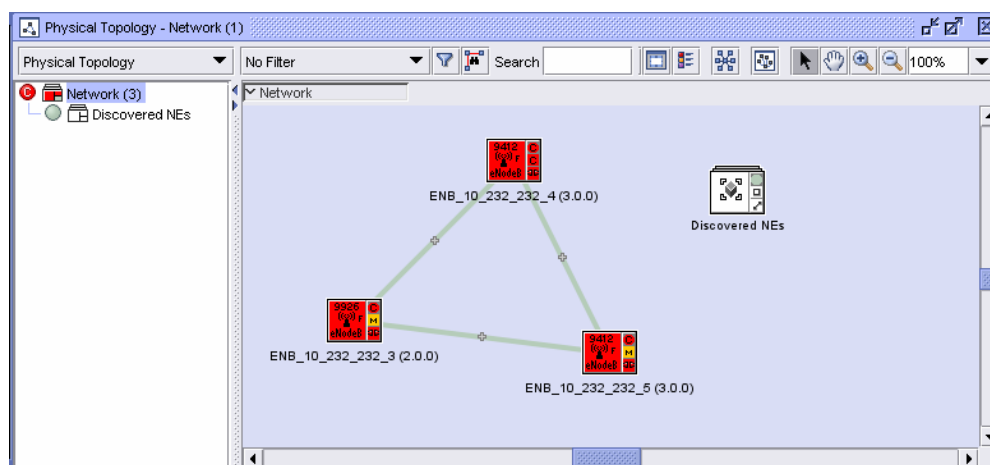 Physical Topology - Network (1)
Physical Topology
No Filter
Search
100%
C Network (3)
Discovered NEs
Network
9412 C
F C
eNodeB
ENB_10_232_232_4 (3.0.0)
Discovered NEs
9926 C
F M
eNodeB
ENB_10_232_232_3 (2.0.0)
9412 C
F M
eNodeB
ENB_10_232_232_5 (3.0.0)